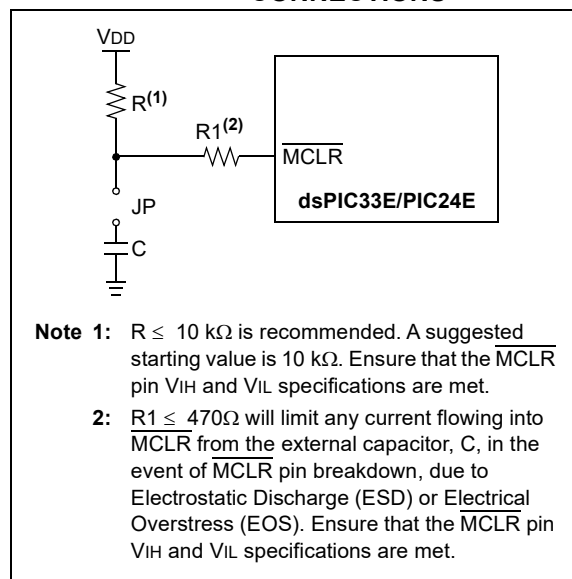 VDD
R(1)
R1(2)
MCLR
dsPIC33E/PIC24E
JP
C
Note 1: R ≤ 10 kΩ is recommended. A suggested
starting value is 10 kΩ. Ensure that the MCLR
pin VIH and VIL specifications are met.
2: R1 ≤ 470Ω will limit any current flowing into
MCLR from the external capacitor, C, in the
event of MCLR pin breakdown, due to
Electrostatic Discharge (ESD) or Electrical
Overstress (EOS). Ensure that the MCLR pin
VIH and VIL specifications are met.